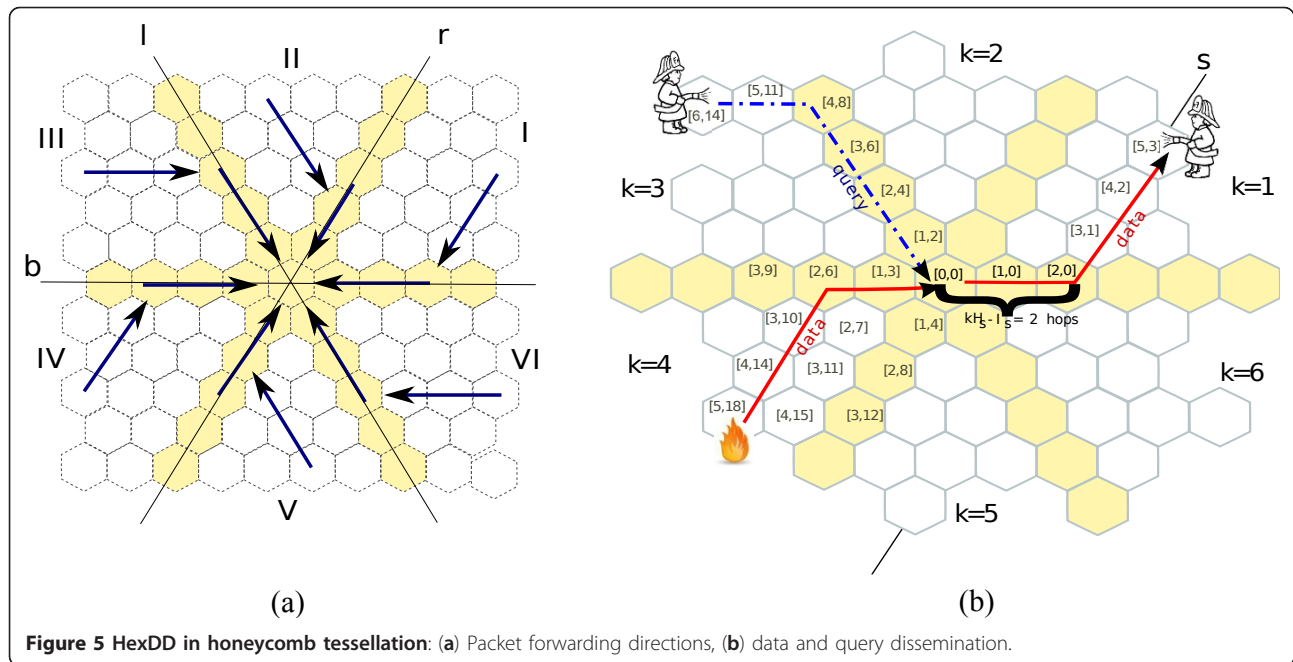 l
r
II
III
I
b
IV
VI
V
(a)
k=2
s
[5,11]
[6,14]
[4,8]
[3,6]
[5,3]
k=3
query
[2,4]
[4,2]
k=1
[1,2]
[3,1]
data
[3,9]
[2,6]
[1,3]
[0,0]
[1,0]
[2,0]
[3,10]
[2,7]
[1,4]
kHs - Is = 2 hops
data
k=4
[4,14]
[3,11]
[2,8]
k=6
[5,18]
[4,15]
[3,12]
k=5
(b)
Figure 5 HexDD in honeycomb tessellation: (a) Packet forwarding directions, (b) data and query dissemination.